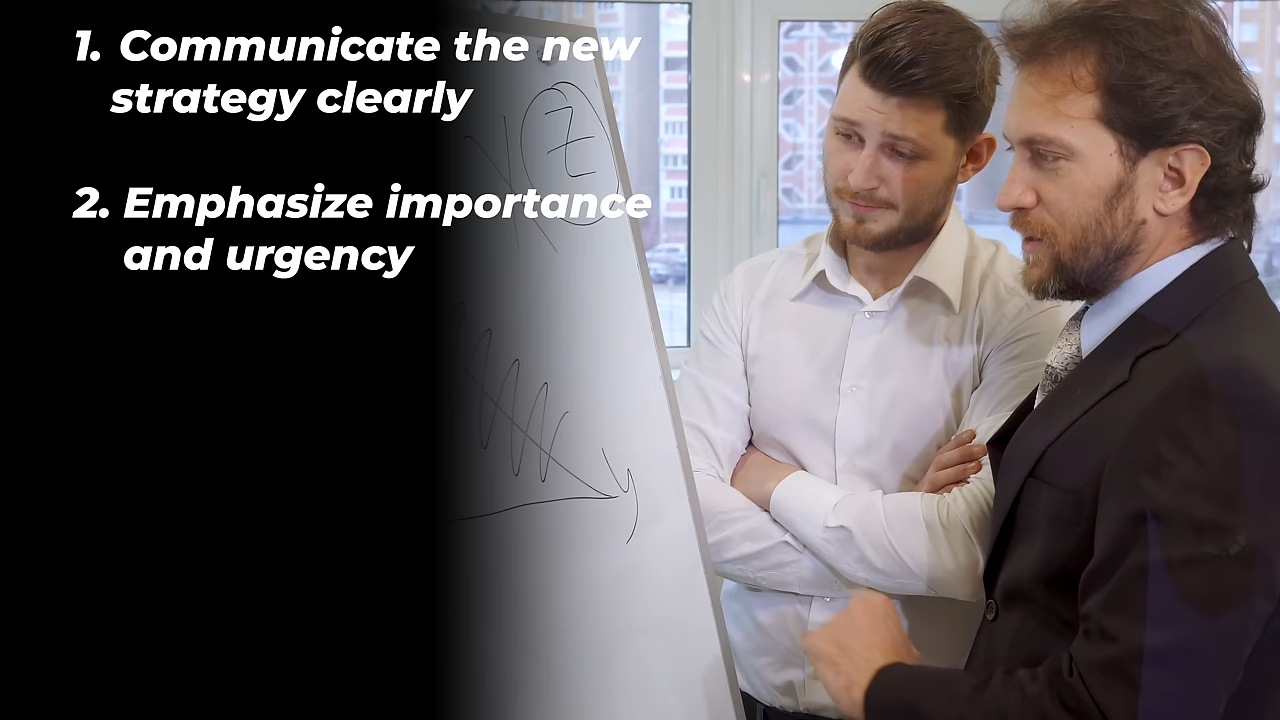 1. Communicate the new
strategy clearly
2. Emphasize importance
and urgency